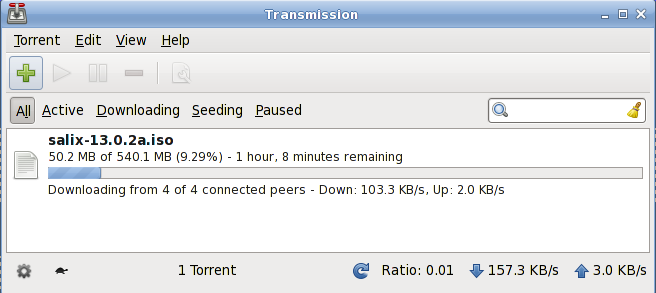 Transmission
Torrent Edit View Help
All Active Downloading Seeding Paused
salix-13.0.2a.iso
50.2 MB of 540.1 MB (9.29%) - 1 hour, 8 minutes remaining
Downloading from 4 of 4 connected peers - Down: 103.3 KB/s, Up: 2.0 KB/s
1 Torrent Ratio: 0.01 157.3 KB/s 3.0 KB/s